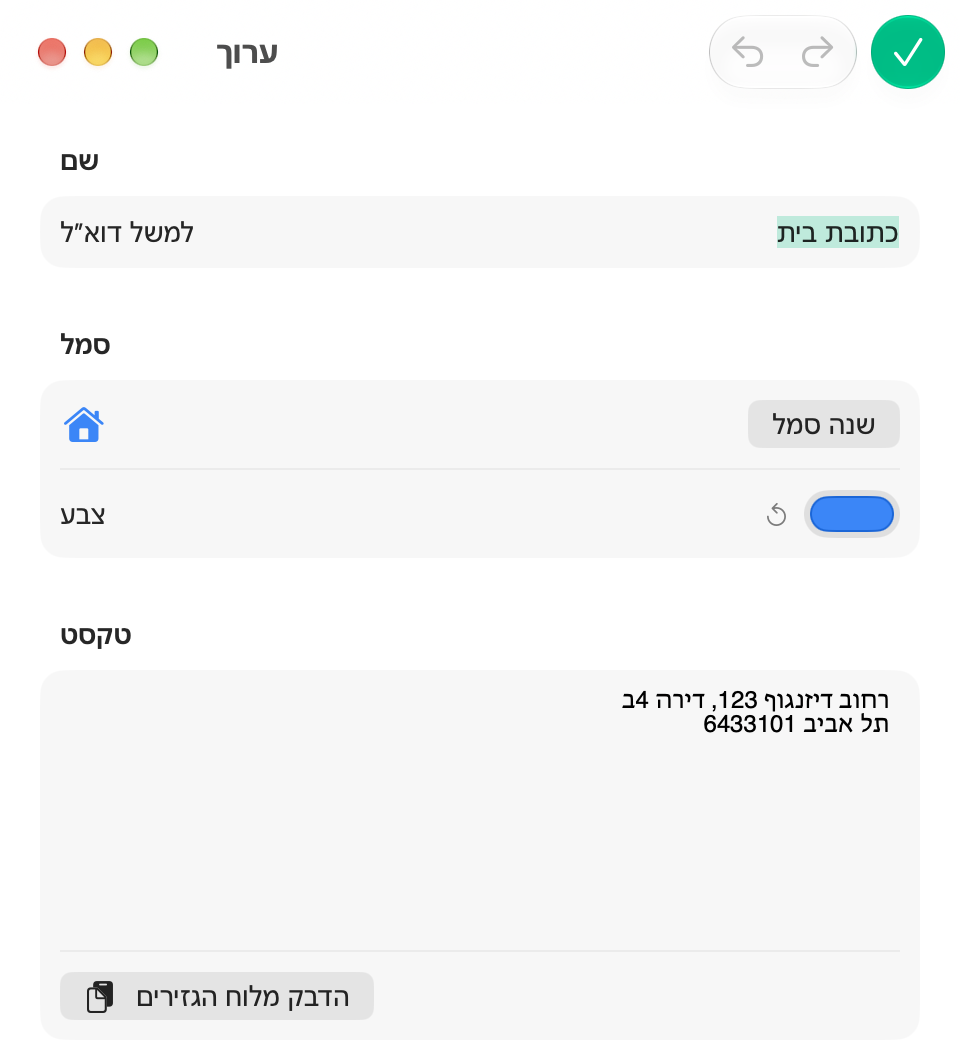 ערוך
שם
למשל דוא״ל
כתובת בית
סמל
שנה סמל
צבע
טקסט
רחוב דיזנגוף 123, דירה 4ב
תל אביב 6433101
הדבק מלוח הגזירים